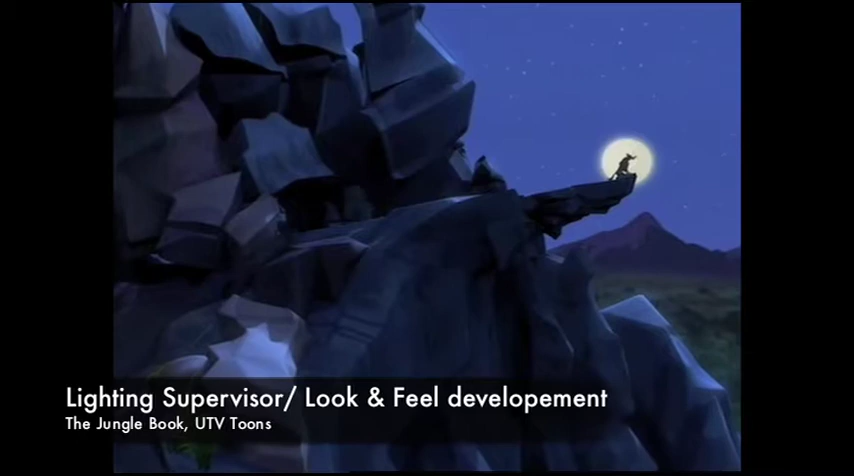 Lighting Supervisor/ Look & Feel developement
The Jungle Book, UTV Toons